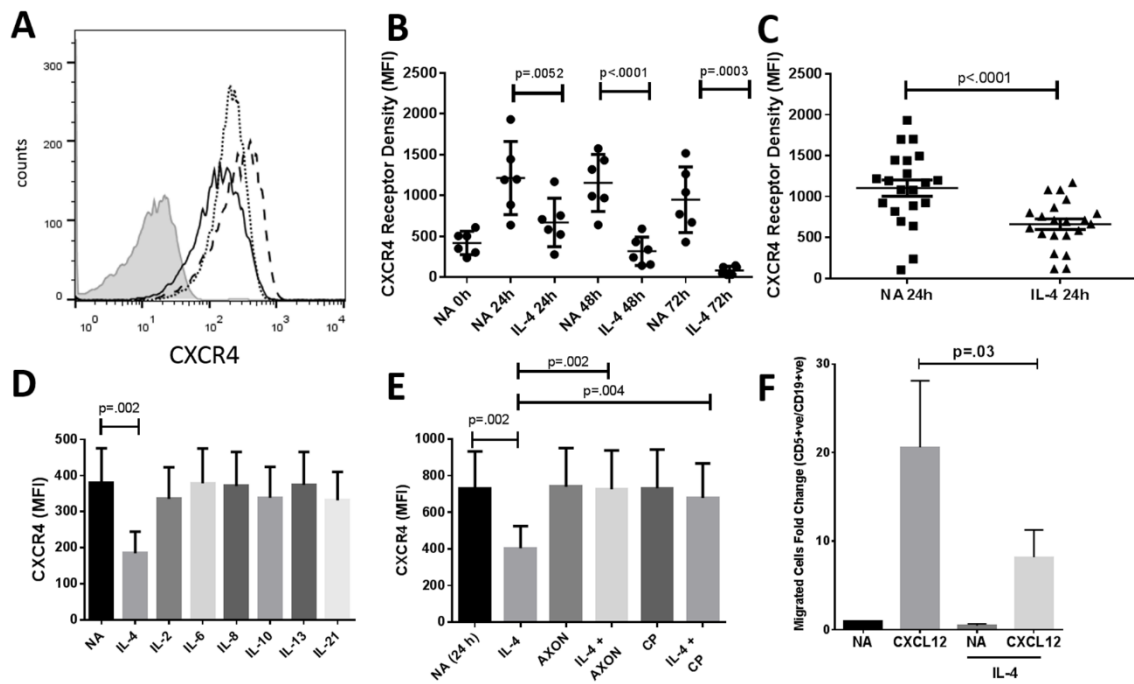 A
counts
300
200
100
0
10^0
10^1
10^2
10^3
10^4
CXCR4
B
CXCR4 Receptor Density (MFI)
2500
2000
1500
1000
500
0
p=.0052
p<.0001
p=.0003
NA 0h
NA 24h
IL-4 24h
NA 48h
IL-4 48h
NA 72h
IL-4 72h
C
CXCR4 Receptor Density (MFI)
2500
2000
1500
1000
500
0
p<.0001
NA 24h
IL-4 24h
D
CXCR4 (MFI)
500
400
300
200
100
0
p=.002
NA
IL-4
IL-2
IL-6
IL-8
IL-10
IL-13
IL-21
E
CXCR4 (MFI)
1000
800
600
400
200
0
p=.002
p=.004
p=.002
NA (24 h)
IL-4
AXON
IL-4 +
AXON
CP
IL-4 +
CP
F
Migrated Cells Fold Change (CD5+ve/CD19+ve)
30
20
10
0
p=.03
NA
CXCL12
NA
CXCL12
IL-4